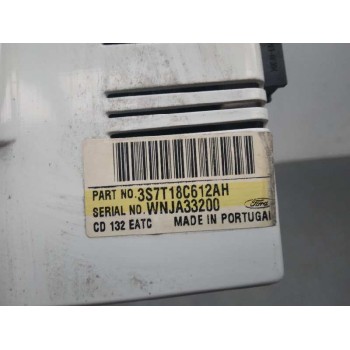 PART NO. 3S7T18C612AH
SERIAL NO. WNJA33200
CD 132 EATC MADE IN PORTUGAL
Ford